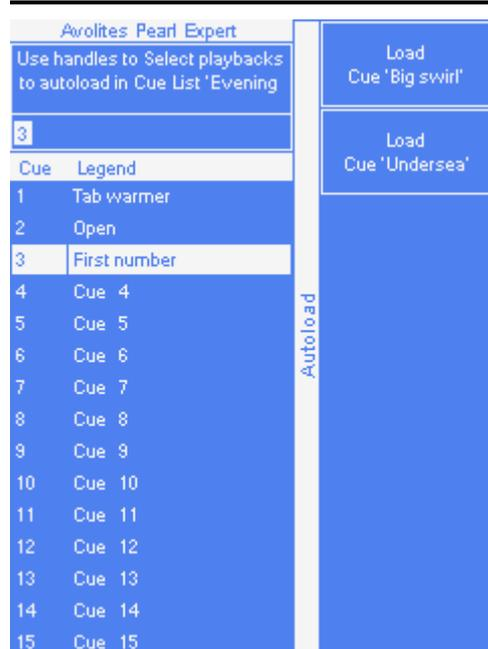 Avolites Pearl Expert
Use handles to Select playbacks
to autoload in Cue List 'Evening
3
Cue Legend
1 Tab warmer
2 Open
3 First number
4 Cue 4
5 Cue 5
6 Cue 6
7 Cue 7
8 Cue 8
9 Cue 9
10 Cue 10
11 Cue 11
12 Cue 12
13 Cue 13
14 Cue 14
15 Cue 15
Autoload
Load
Cue 'Big swirl'
Load
Cue 'Undersea'